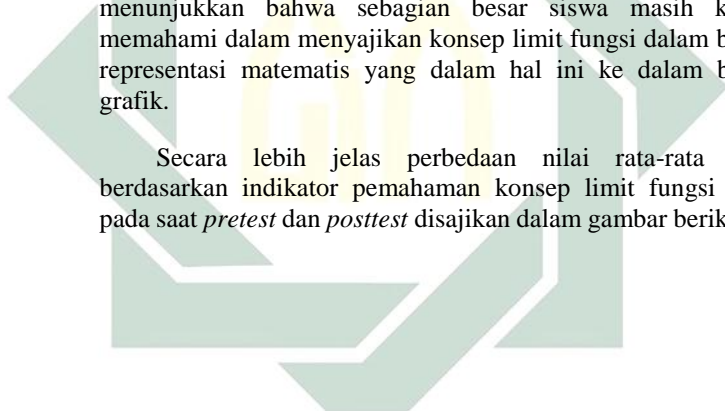 menunjukkan bahwa sebagian besar siswa masih
memahami dalam menyajikan konsep limit fungsi dalam
representasi matematis yang dalam hal ini ke dalam
grafik.
Secara lebih jelas perbedaan nilai rata-rata
berdasarkan indikator pemahaman konsep limit fungsi
pada saat pretest dan posttest disajikan dalam gambar